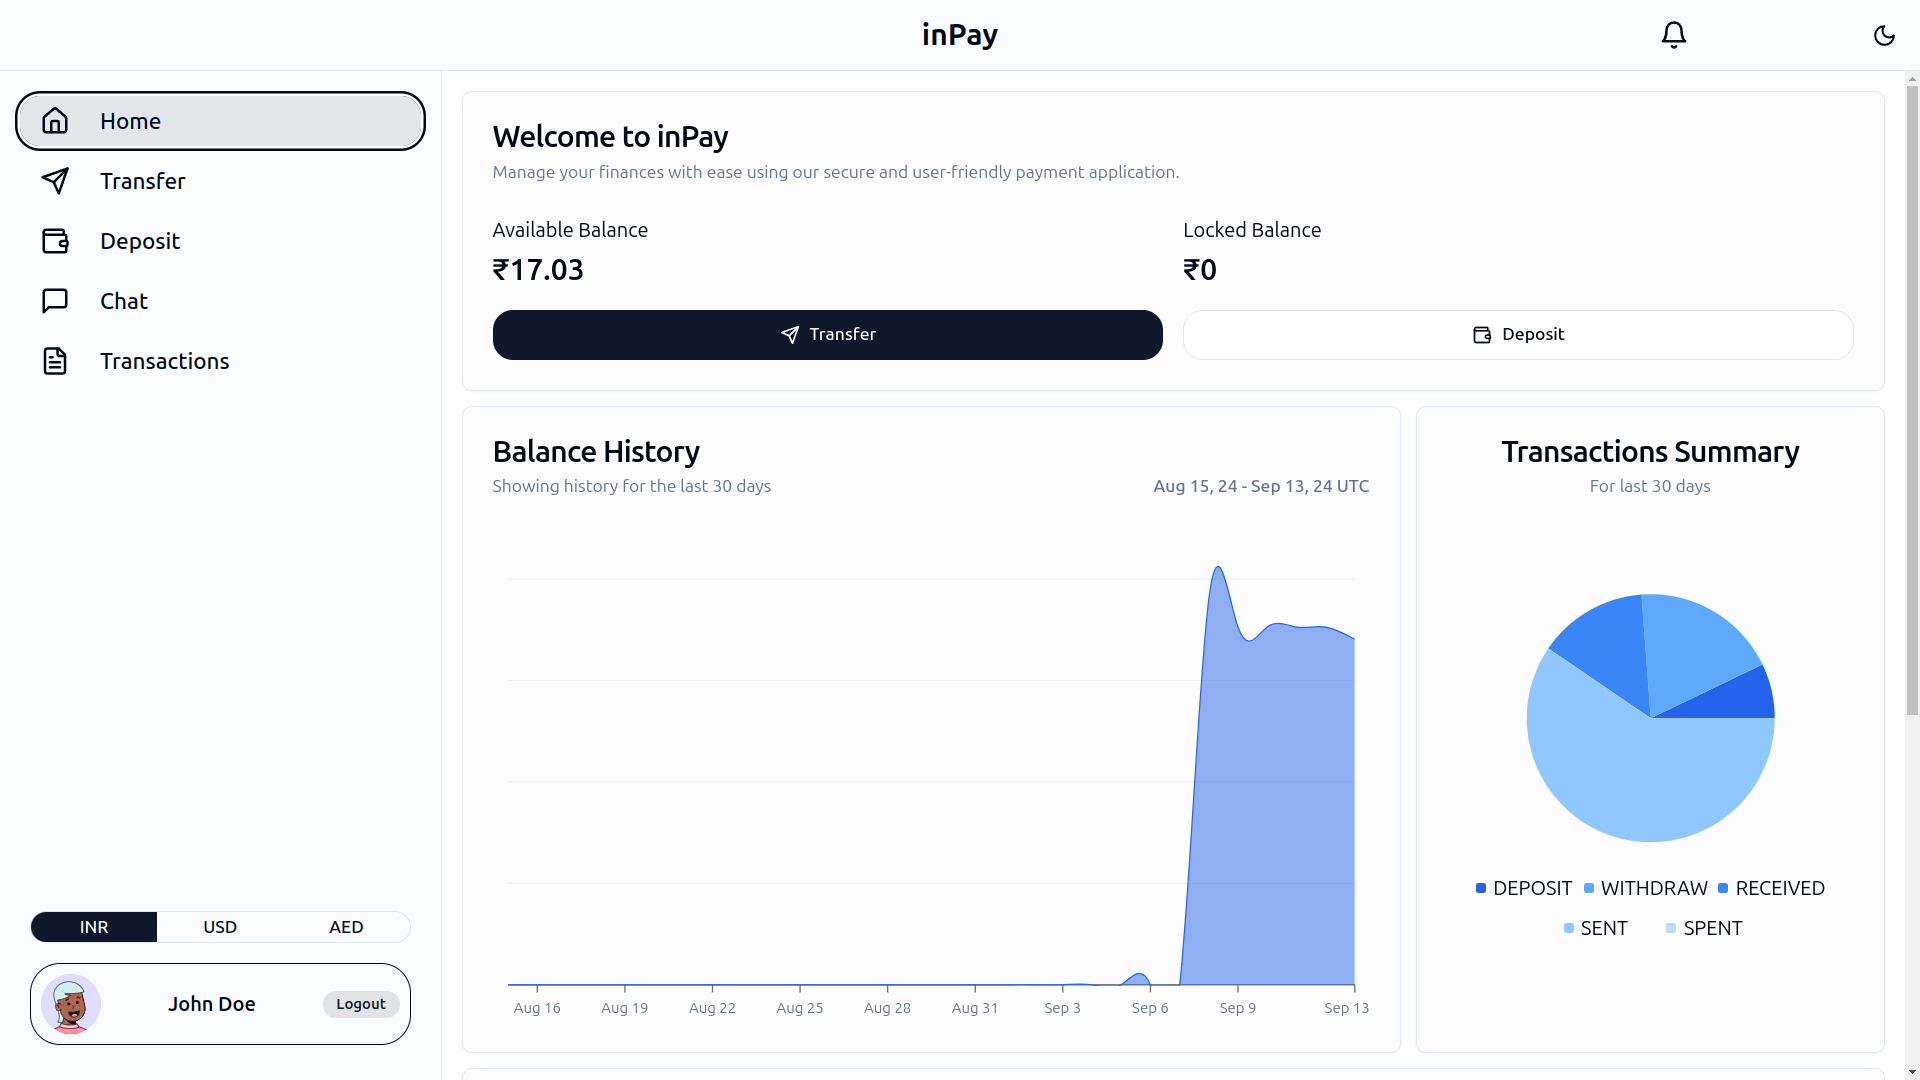 inPay
Home
Transfer
Deposit
Chat
Transactions
INR USD AED
John Doe Logout
Welcome to inPay
Manage your finances with ease using our secure and user-friendly payment application.
Available Balance Locked Balance
₹17.03 ₹0
Transfer Deposit
Balance History
Showing history for the last 30 days Aug 15, 24 - Sep 13, 24 UTC
Aug 16 Aug 19 Aug 22 Aug 25 Aug 28 Aug 31 Sep 3 Sep 6 Sep 9 Sep 13
Transactions Summary
For last 30 days
DEPOSIT WITHDRAW RECEIVED
SENT SPENT